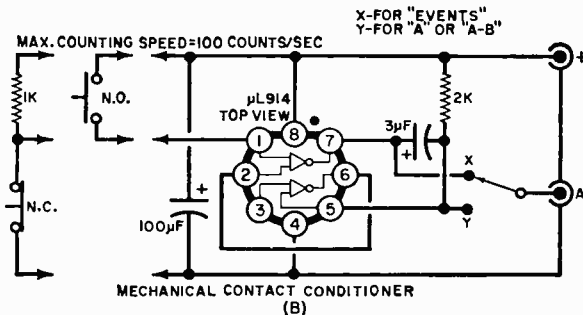 X-FOR "EVENTS"
Y-FOR "A" OR "A-B"
MAX. COUNTING SPEED=100 COUNTS/SEC
+
1K
N.O.
µL914
TOP VIEW
2K
3µF
+
1
8
7
2
6
3
4
5
X
A
Y
N.C.
+
100µF
MECHANICAL CONTACT CONDITIONER
(B)